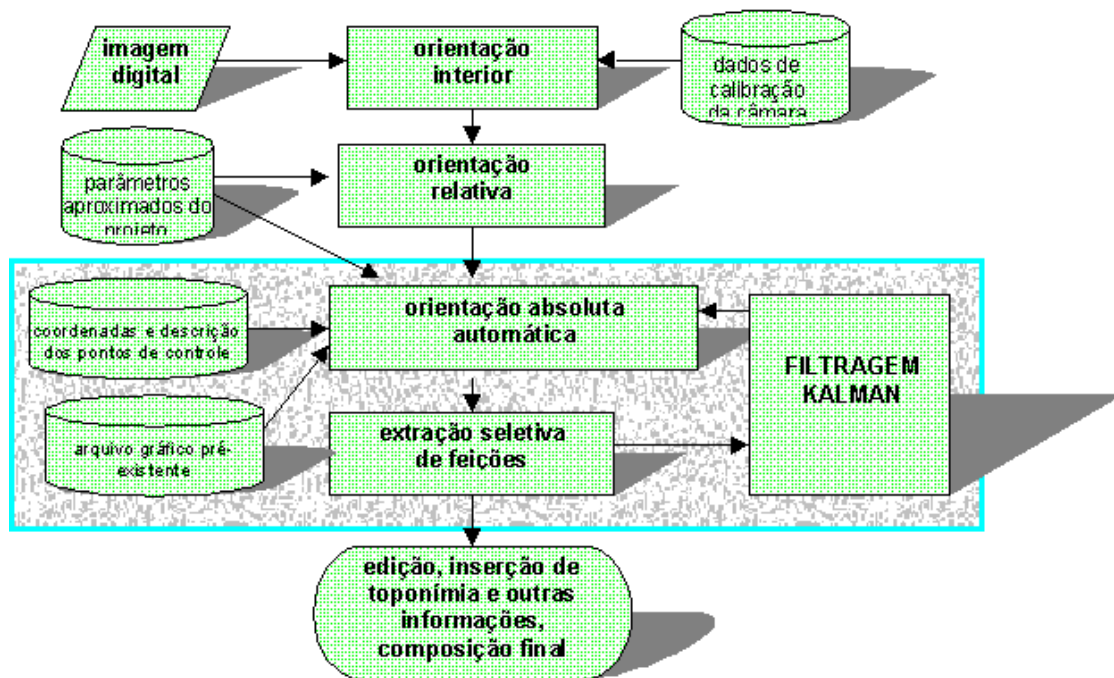 imagem
digital
orientação
interior
dados de
calibração
da câmara
parâmetros
aproximados do
projeto
orientação
relativa
coordenadas e descrição
dos pontos de controle
orientação absoluta
automática
FILTRAGEM
KALMAN
arquivo gráfico pré-
existente
extração seletiva
de feições
edição, inserção de
toponímia e outras
informações,
composição final